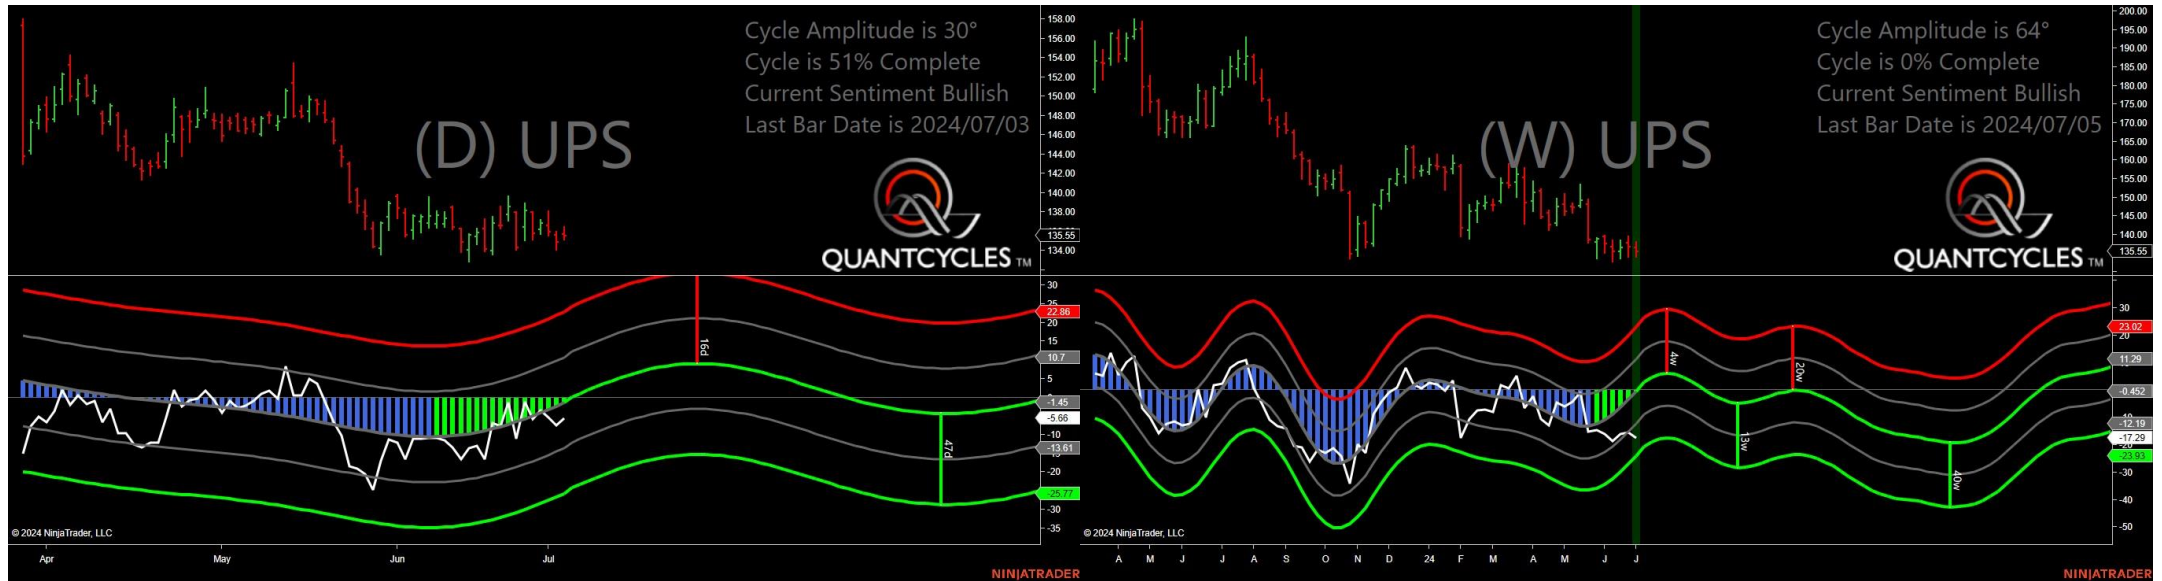 Cycle Amplitude is 30°
Cycle is 51% Complete
Current Sentiment Bullish
Last Bar Date is 2024/07/03
(D) UPS
QUANTCYCLES TM
158.00
156.00
154.00
152.00
150.00
148.00
146.00
144.00
142.00
140.00
138.00
135.55
134.00
30
25
22.86
20
15
10.7
5
-1.45
-5.66
-10
-13.61
-20
-25.77
-30
-35
16d
47d
© 2024 NinjaTrader, LLC
Apr May Jun Jul
NINJATRADER
Cycle Amplitude is 64°
Cycle is 0% Complete
Current Sentiment Bullish
Last Bar Date is 2024/07/05
(W) UPS
QUANTCYCLES TM
200.00
195.00
190.00
185.00
180.00
175.00
170.00
165.00
160.00
155.00
150.00
145.00
140.00
135.55
30
23.02
11.29
-0.452
-12.19
-17.29
-23.93
-30
-40
-50
4w
20w
13w
40w
© 2024 NinjaTrader, LLC
A M J J A S O N D 24 F M A M J J
NINJATRADER